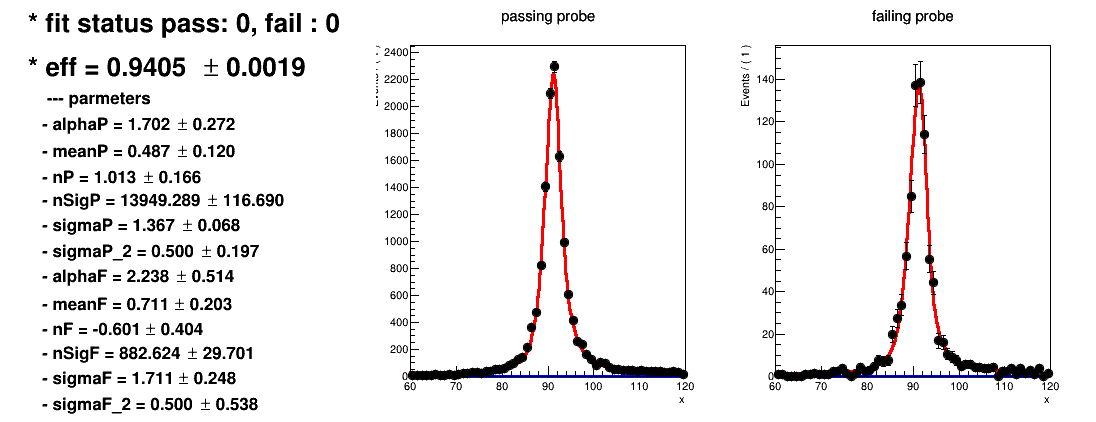 * fit status pass: 0, fail : 0
* eff = 0.9405 ± 0.0019
--- parmeters
- alphaP = 1.702 ± 0.272
- meanP = 0.487 ± 0.120
- nP = 1.013 ± 0.166
- nSigP = 13949.289 ± 116.690
- sigmaP = 1.367 ± 0.068
- sigmaP_2 = 0.500 ± 0.197
- alphaF = 2.238 ± 0.514
- meanF = 0.711 ± 0.203
- nF = -0.601 ± 0.404
- nSigF = 882.624 ± 29.701
- sigmaF = 1.711 ± 0.248
- sigmaF_2 = 0.500 ± 0.538
passing probe
2400
2200
2000
1800
1600
1400
1200
1000
800
600
400
200
0
60 70 80 90 100 110 120
x
failing probe
Events / ( 1 )
140
120
100
80
60
40
20
0
60 70 80 90 100 110 120
x